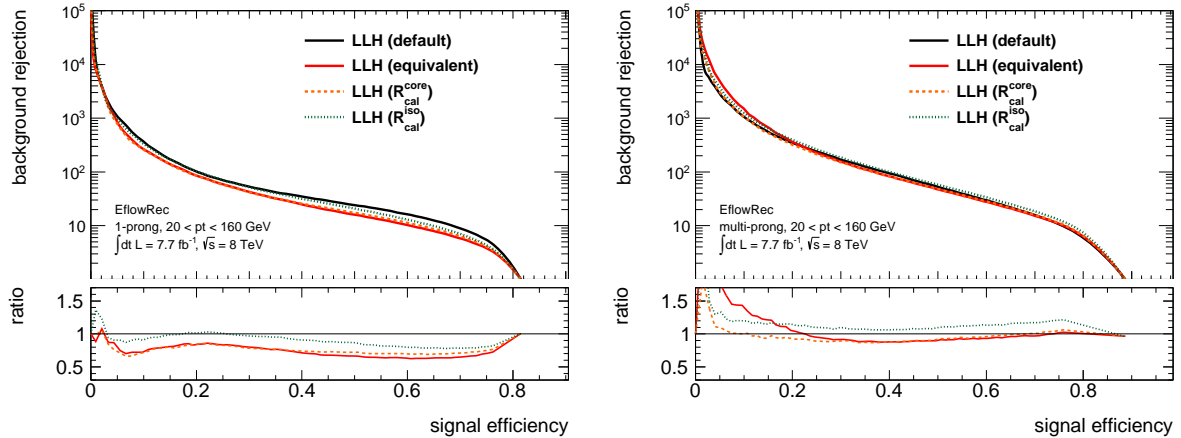 background rejection
10^5
10^4
10^3
10^2
10
LLH (default)
LLH (equivalent)
LLH (R_cal^core)
LLH (R_cal^iso)
EflowRec
1-prong, 20 < pt < 160 GeV
∫dt L = 7.7 fb^-1, √s = 8 TeV
ratio
1.5
1
0.5
0 0.2 0.4 0.6 0.8
signal efficiency
background rejection
10^5
10^4
10^3
10^2
10
LLH (default)
LLH (equivalent)
LLH (R_cal^core)
LLH (R_cal^iso)
EflowRec
multi-prong, 20 < pt < 160 GeV
∫dt L = 7.7 fb^-1, √s = 8 TeV
ratio
1.5
1
0.5
0 0.2 0.4 0.6 0.8
signal efficiency